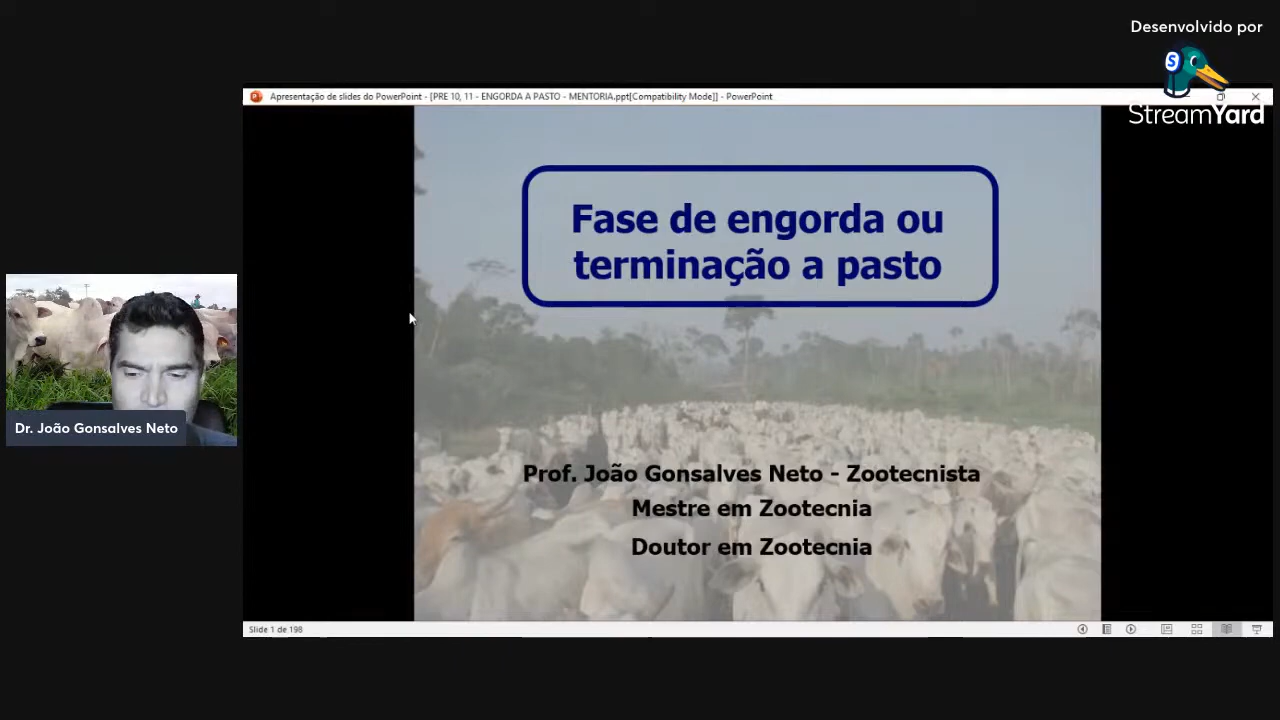 Desenvolvido por
StreamYard
Apresentação de slides do PowerPoint - [PRE 10, 11 - ENGORDA A PASTO - MENTORIA.ppt[Compatibility Mode]] - PowerPoint
Fase de engorda ou
terminação a pasto
Dr. João Gonsalves Neto
Prof. João Gonsalves Neto - Zootecnista
Mestre em Zootecnia
Doutor em Zootecnia
Slide 1 de 198